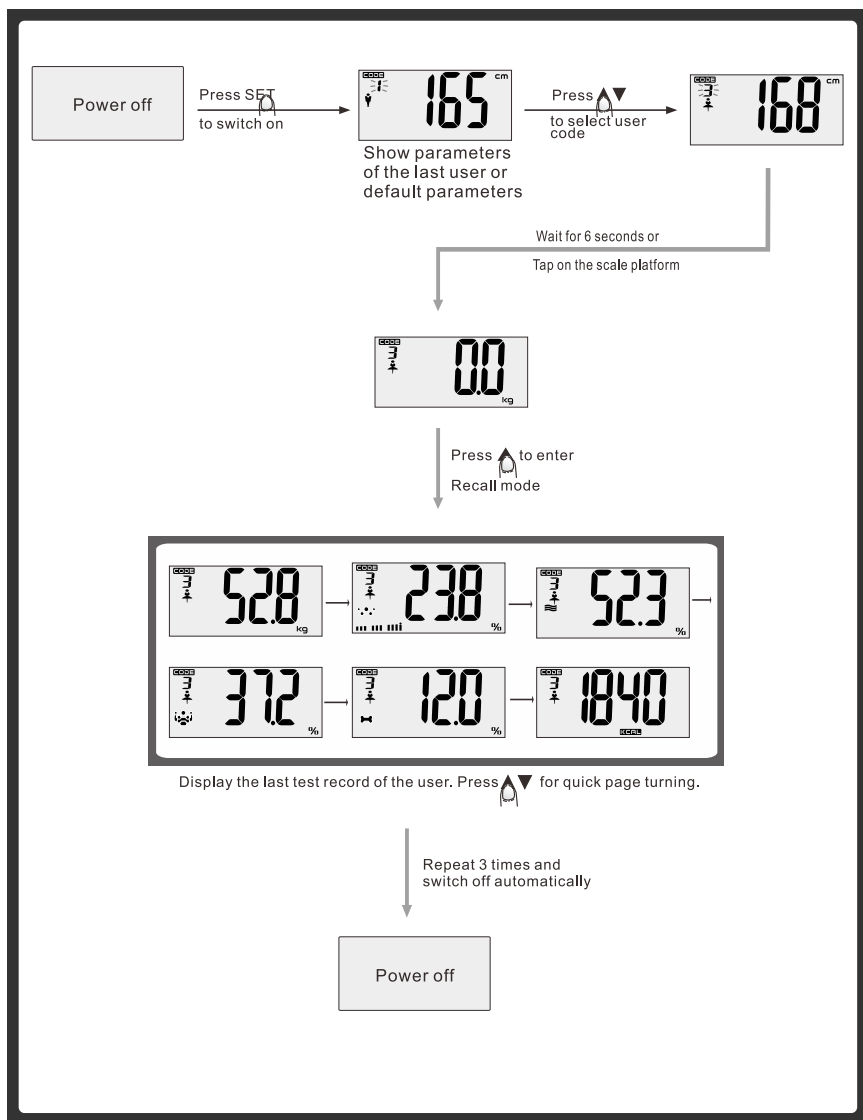 Power off
Press SET
to switch on
CODE
1
165 cm
Show parameters
of the last user or
default parameters
Press ▲▼
to select user
code
CODE
3
168 cm
Wait for 6 seconds or
Tap on the scale platform
CODE
3
0.0
kg
Press ▲ to enter
Recall mode
CODE
3
52.8
kg
CODE
3
23.8
%
CODE
3
52.3
%
CODE
3
37.2
%
CODE
3
12.0
%
CODE
3
1840
KCAL
Display the last test record of the user. Press ▲▼ for quick page turning.
Repeat 3 times and
switch off automatically
Power off